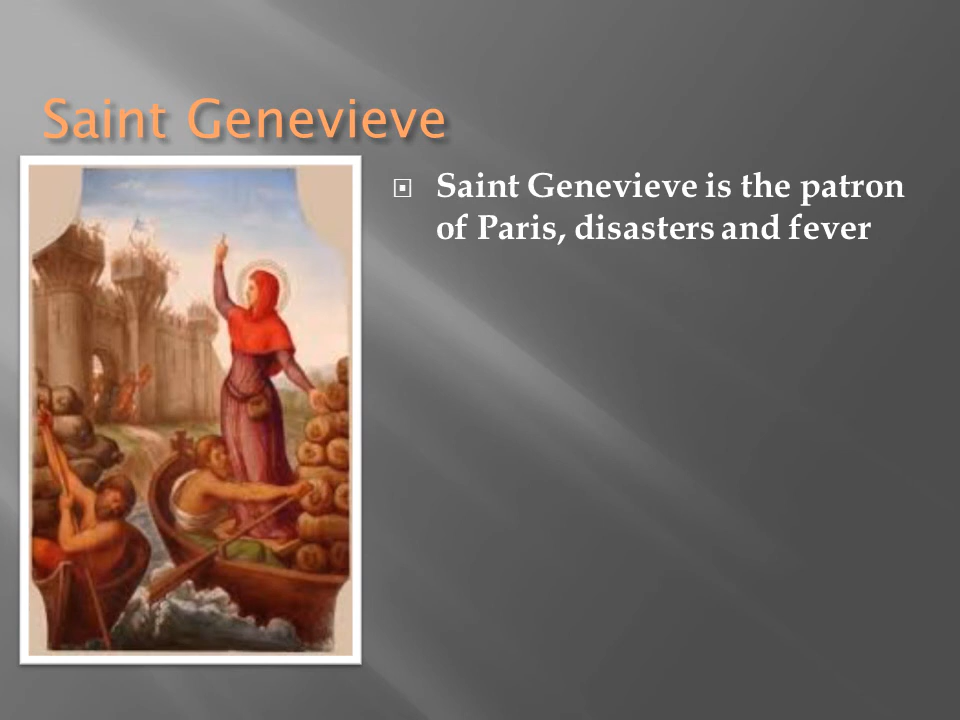 Saint Genevieve
Saint Genevieve is the patron
of Paris, disasters and fever